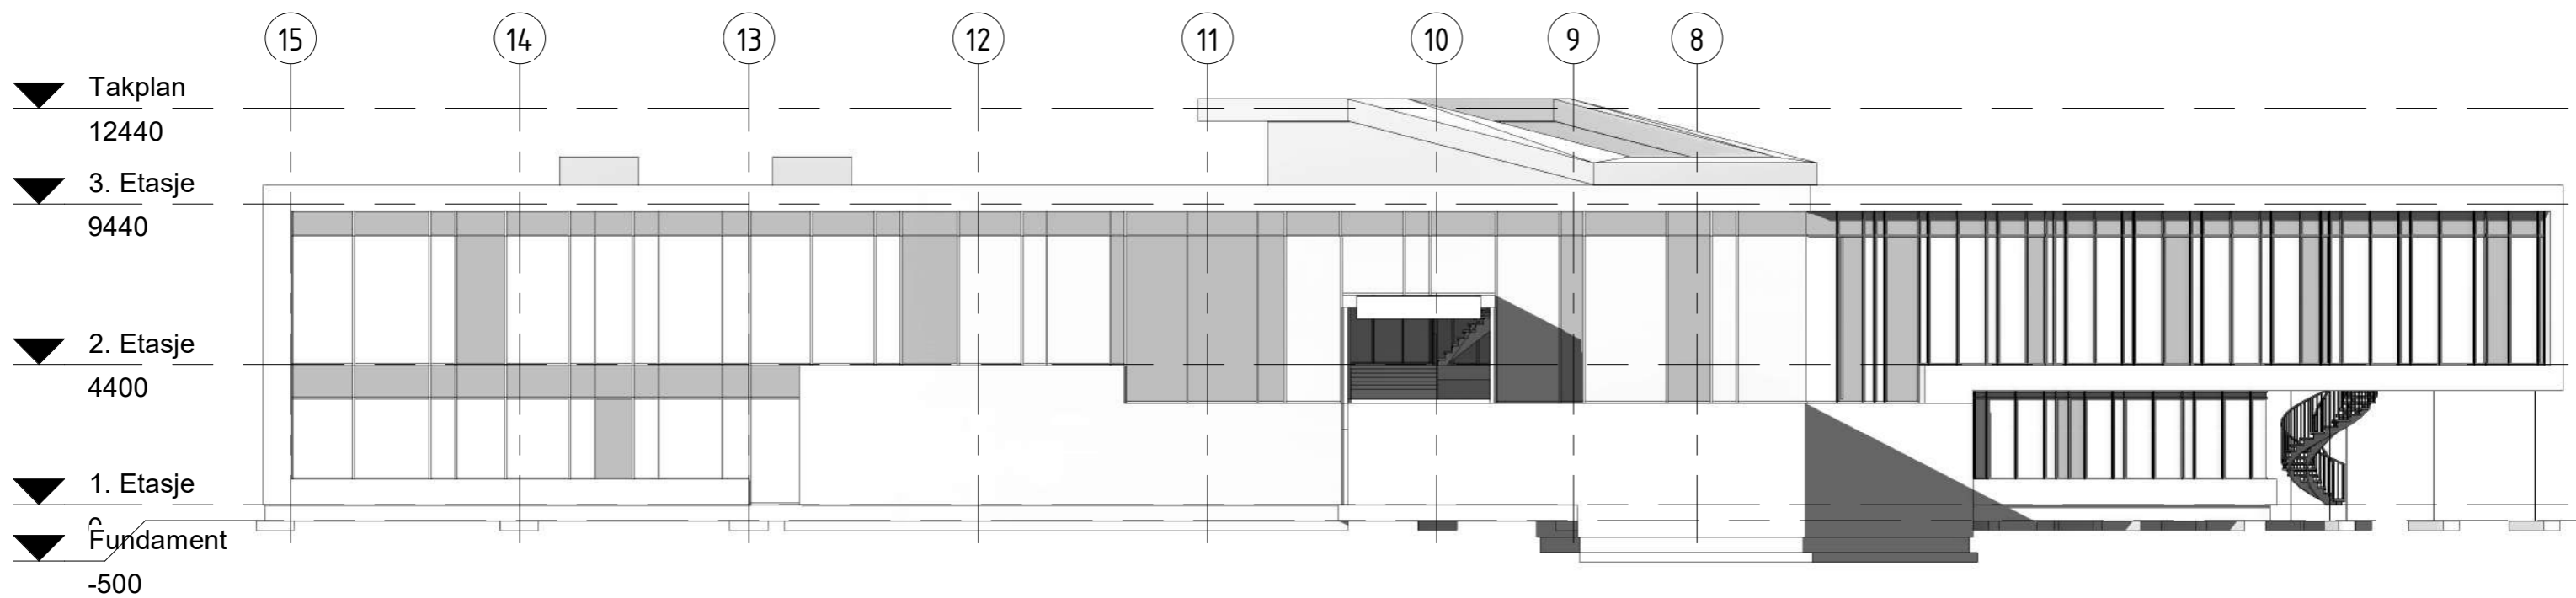 15 14 13 12 11 10 9 8
Takplan
12440
3. Etasje
9440
2. Etasje
4400
1. Etasje
Fundament
-500